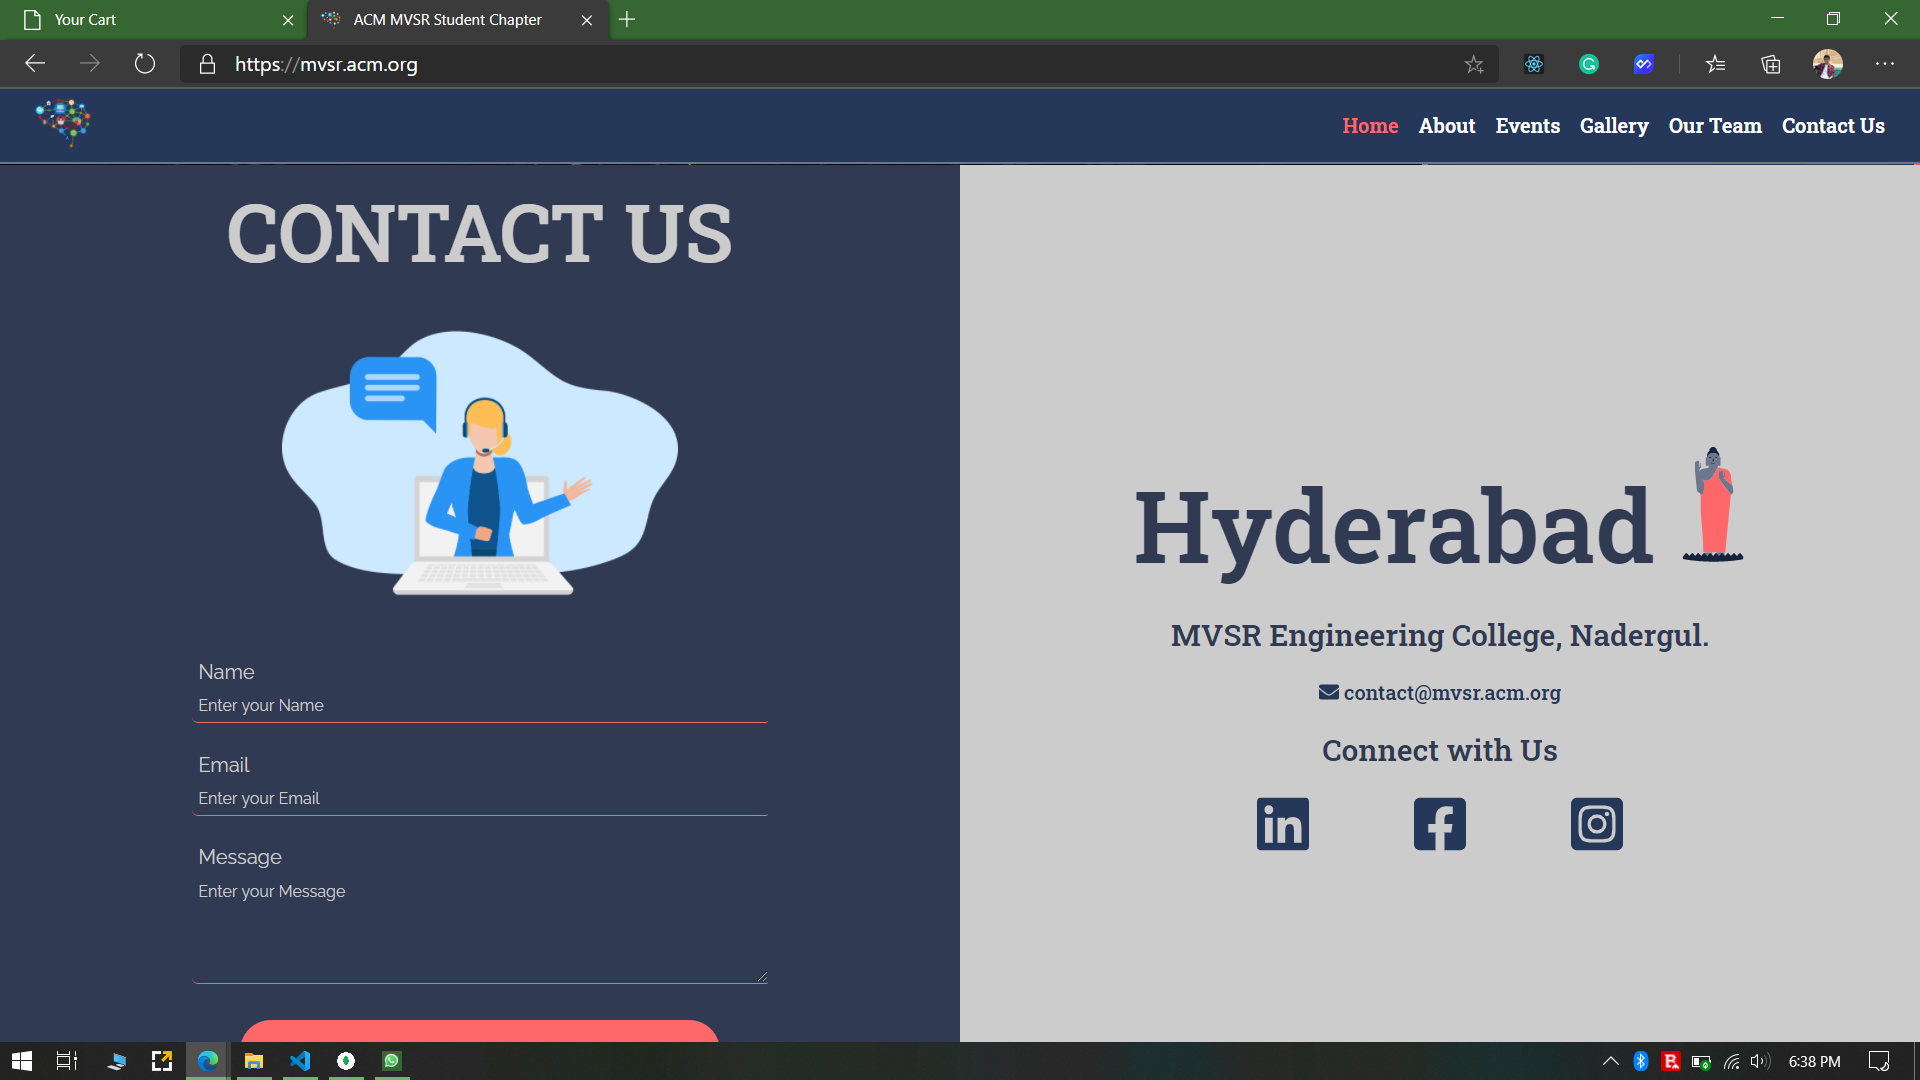 Your Cart
ACM MVSR Student Chapter
https://mvsr.acm.org
Home About Events Gallery Our Team Contact Us
CONTACT US
Name
Enter your Name
Email
Enter your Email
Message
Enter your Message
Hyderabad
MVSR Engineering College, Nadergul.
contact@mvsr.acm.org
Connect with Us
6:38 PM